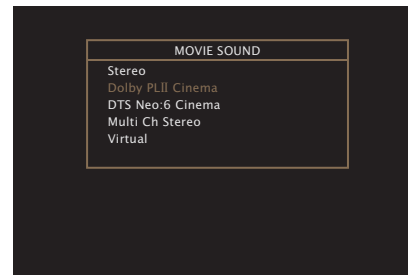 MOVIE SOUND
Stereo
Dolby PLII Cinema
DTS Neo:6 Cinema
Multi Ch Stereo
Virtual